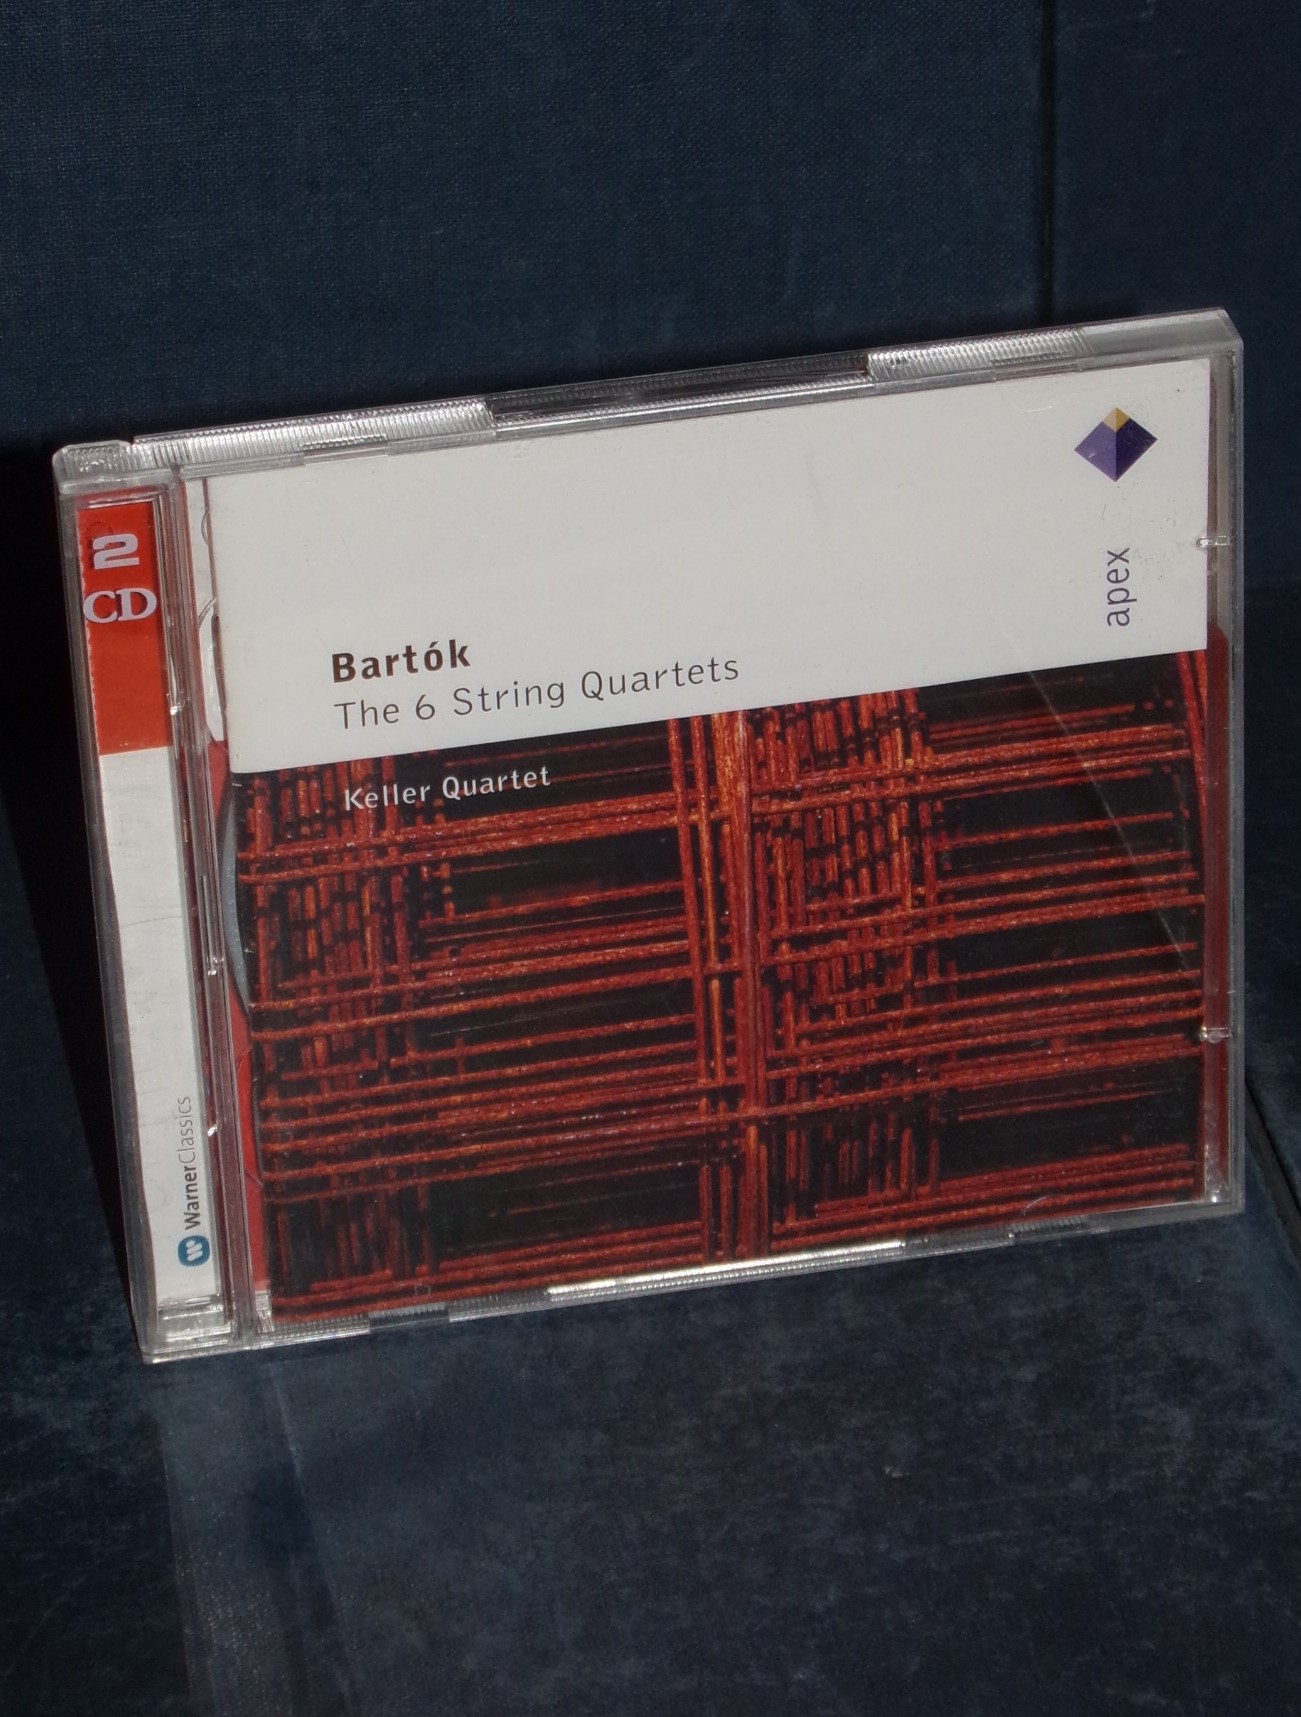 2
CD
WarnerClassics
apex
Bartók
The 6 String Quartets
Keller Quartet